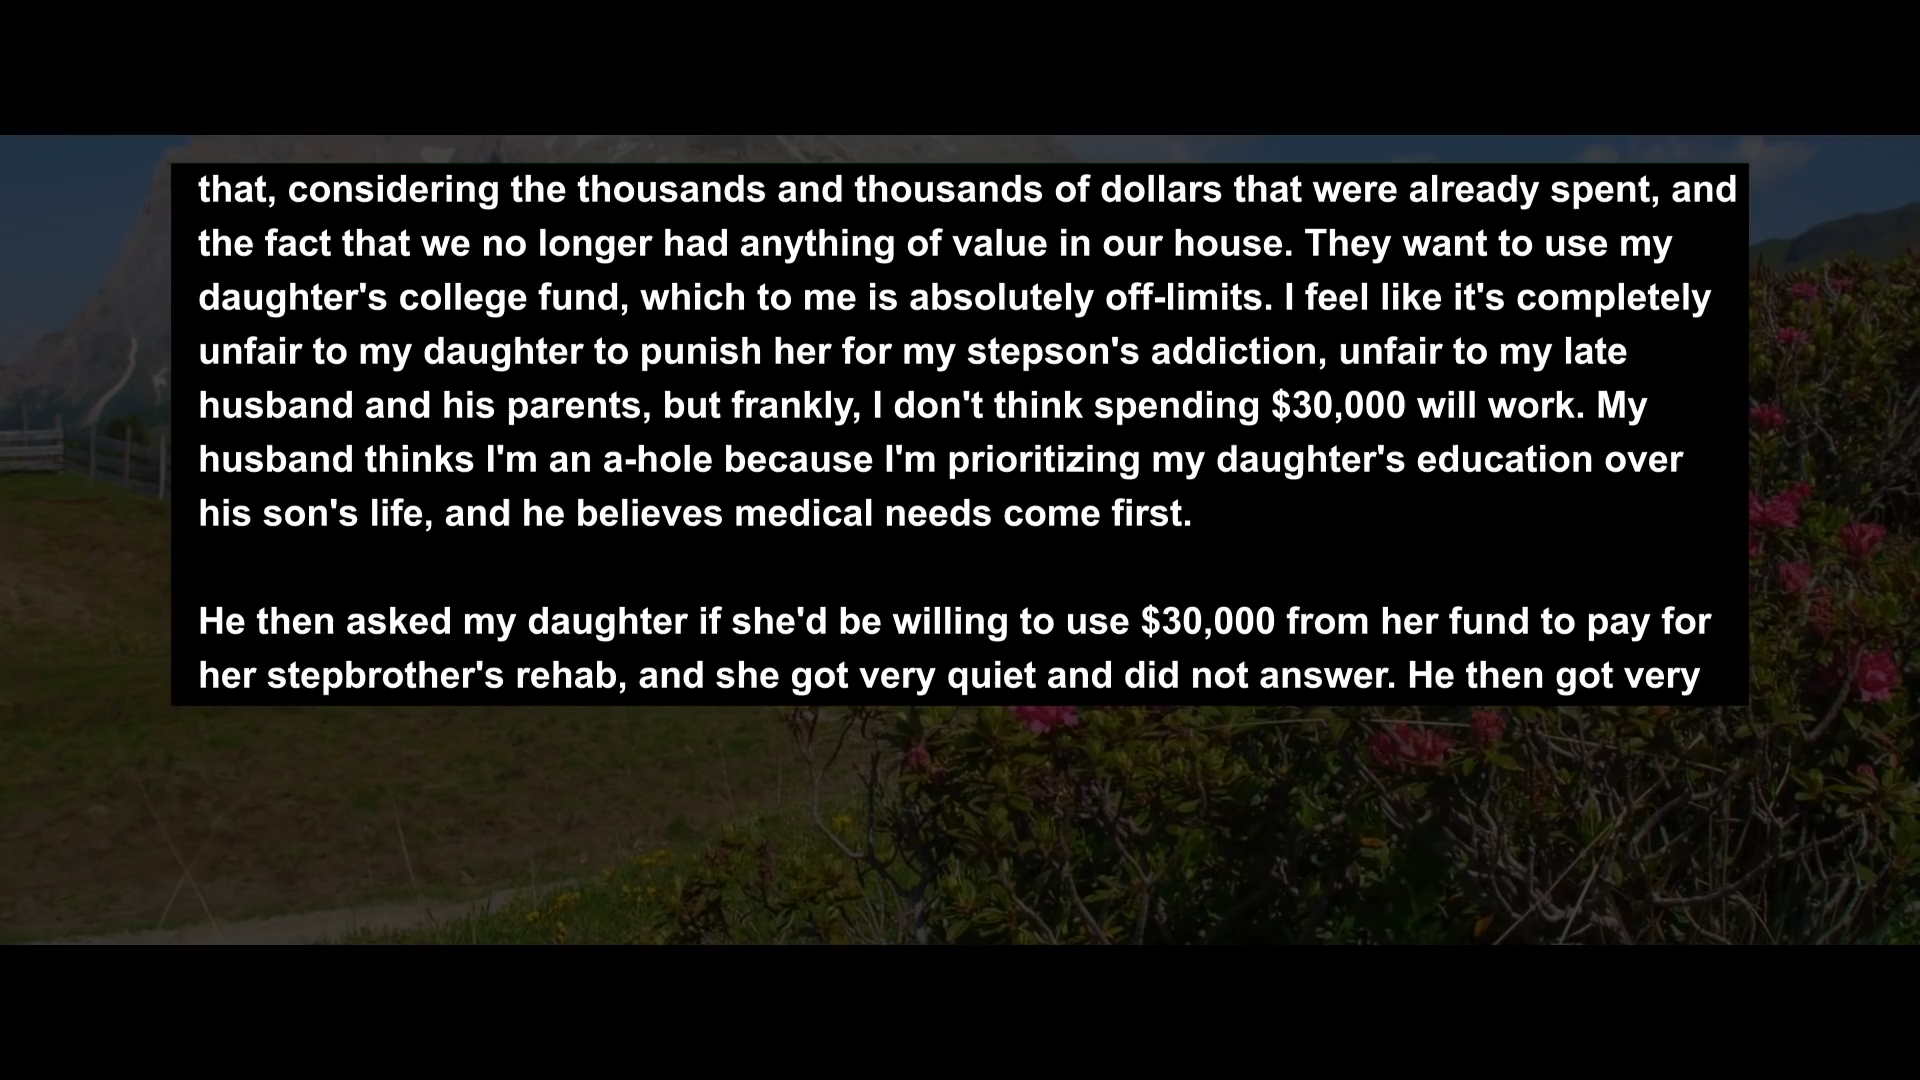 that, considering the thousands and thousands of dollars that were already spent, and
the fact that we no longer had anything of value in our house. They want to use my
daughter's college fund, which to me is absolutely off-limits. I feel like it's completely
unfair to my daughter to punish her for my stepson's addiction, unfair to my late
husband and his parents, but frankly, I don't think spending $30,000 will work. My
husband thinks I'm an a-hole because I'm prioritizing my daughter's education over
his son's life, and he believes medical needs come first.
He then asked my daughter if she'd be willing to use $30,000 from her fund to pay for
her stepbrother's rehab, and she got very quiet and did not answer. He then got very